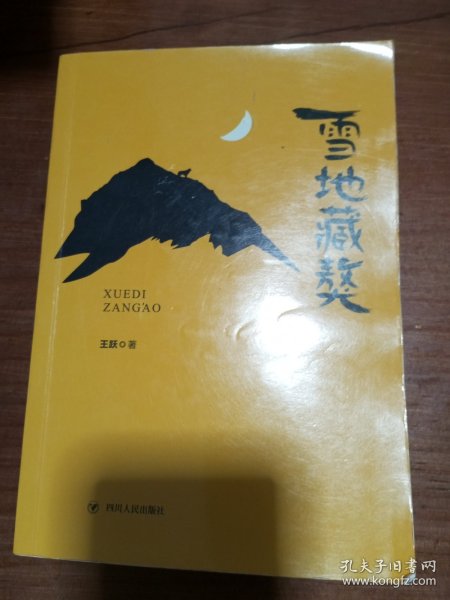 雪地藏獒
XUEDI
ZANG'AO
王跃 著
四川人民出版社
孔夫子旧书网
www.kongfz.com